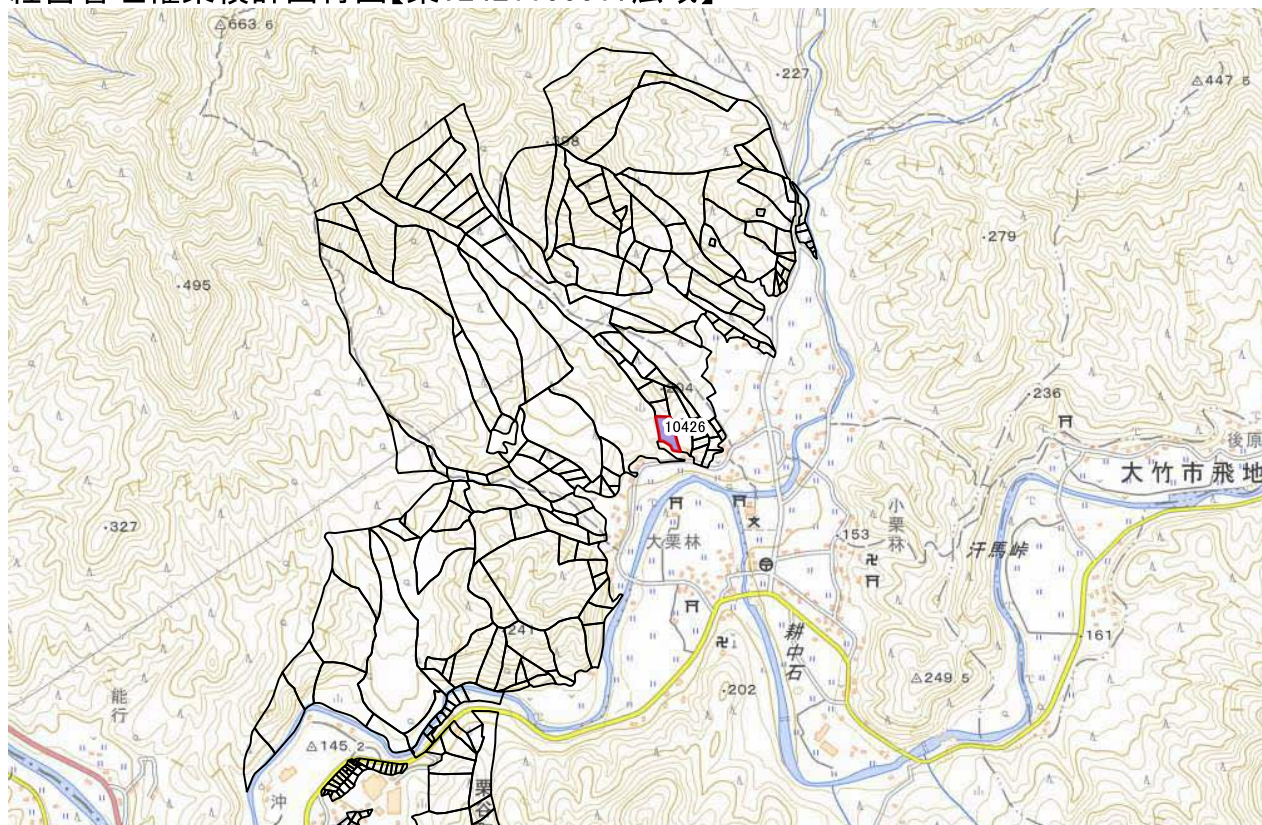 △663.6
·227
300
△447.5
398
·279
·495
204
10426
·236
後原
大竹市飛地
·327
小栗林
·153
大栗林
汗馬峠
241
耕中石
·161
△249.5
·202
能行
△145.2
栗谷
沖